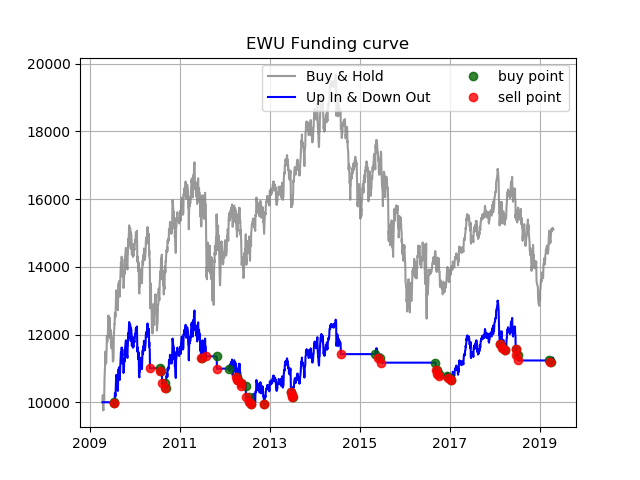 EWU Funding curve
Buy & Hold
Up In & Down Out
buy point
sell point
20000
18000
16000
14000
12000
10000
2009
2011
2013
2015
2017
2019